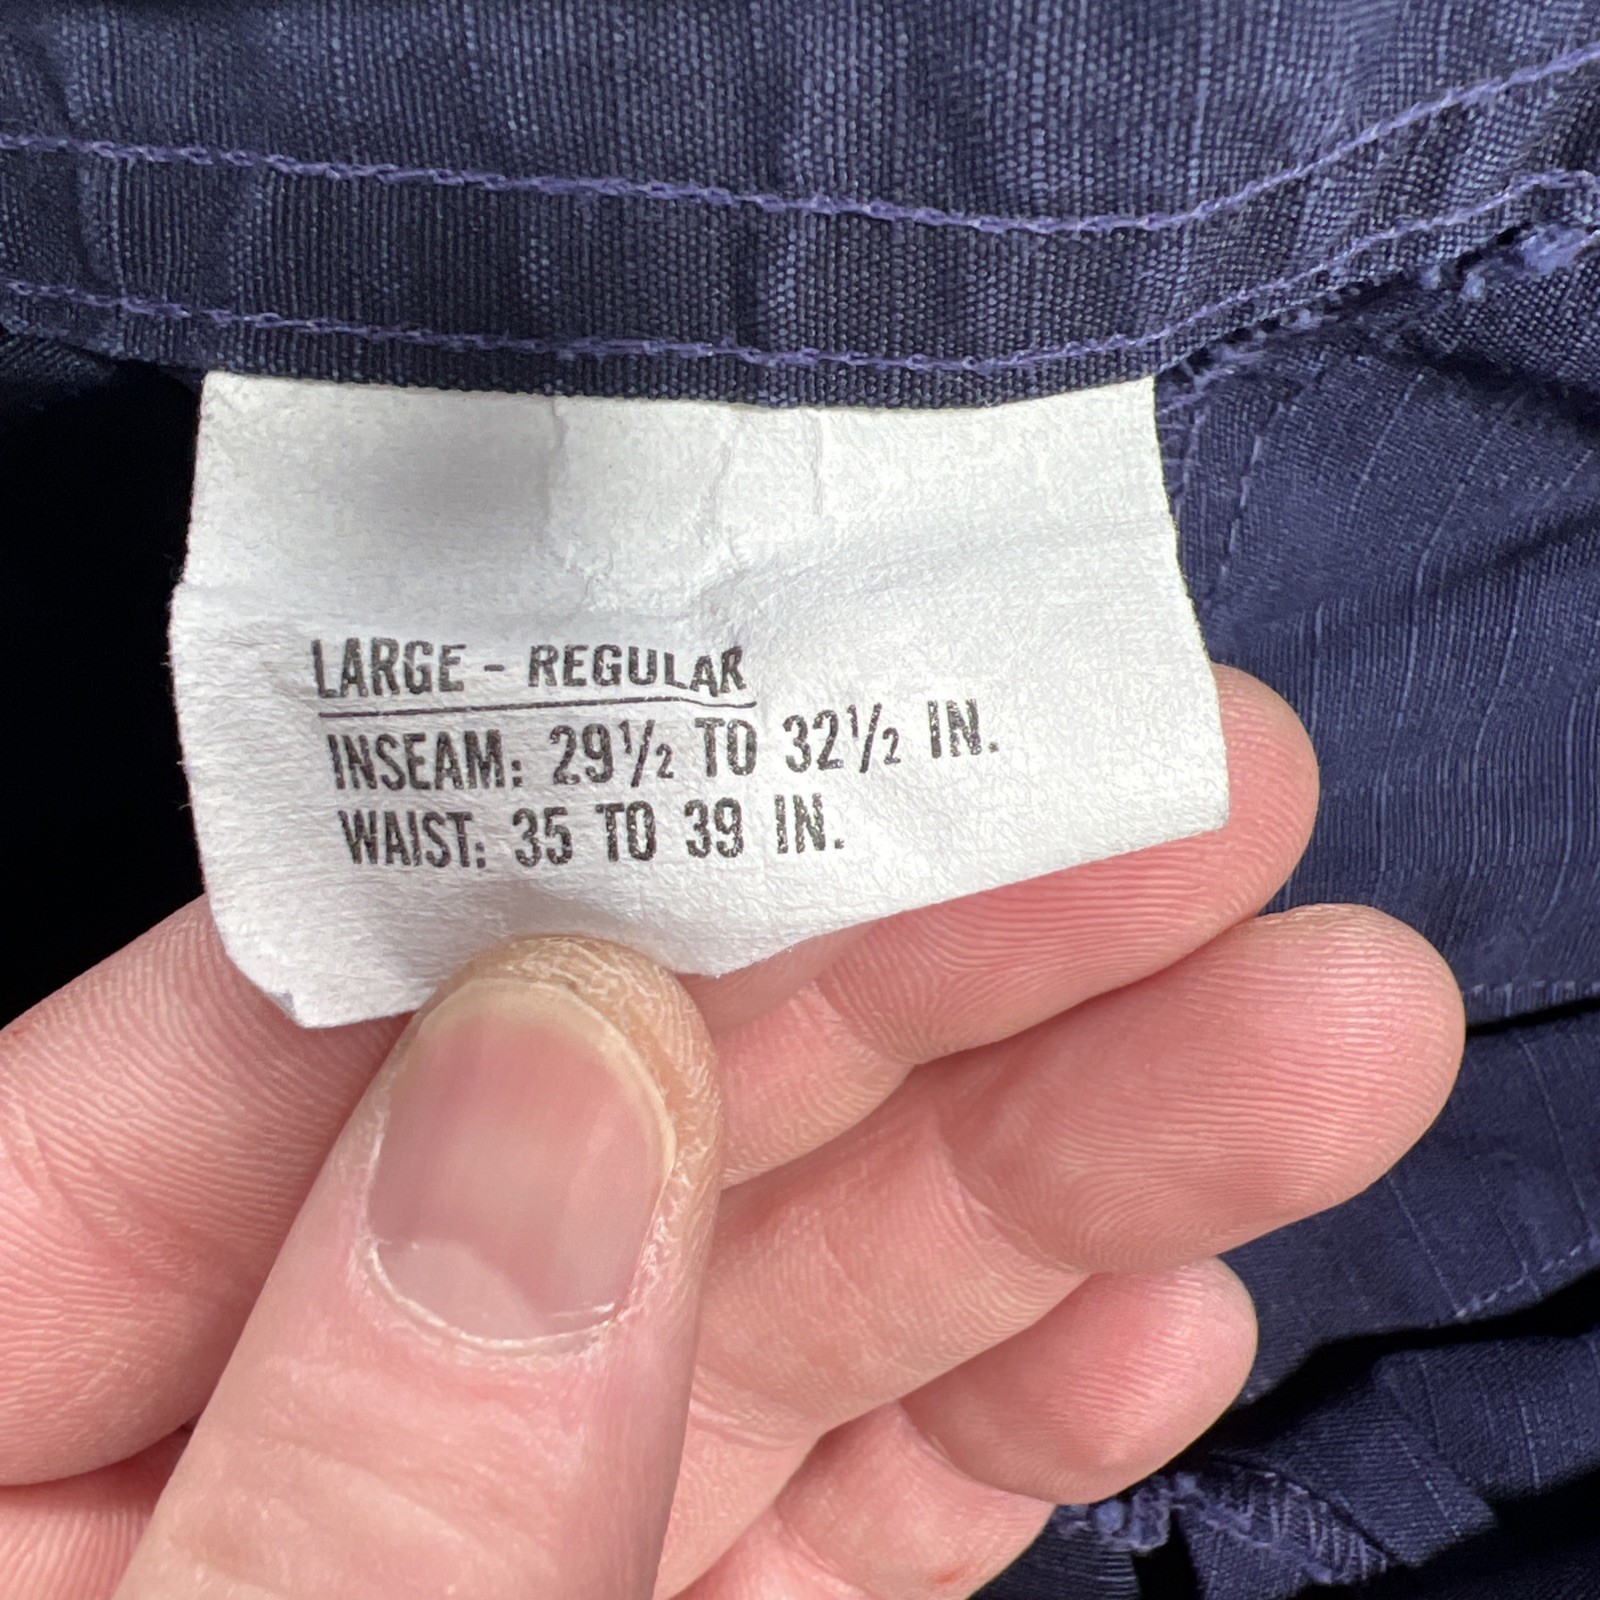 LARGE - REGULAR
INSEAM: 29½ TO 32½ IN.
WAIST: 35 TO 39 IN.